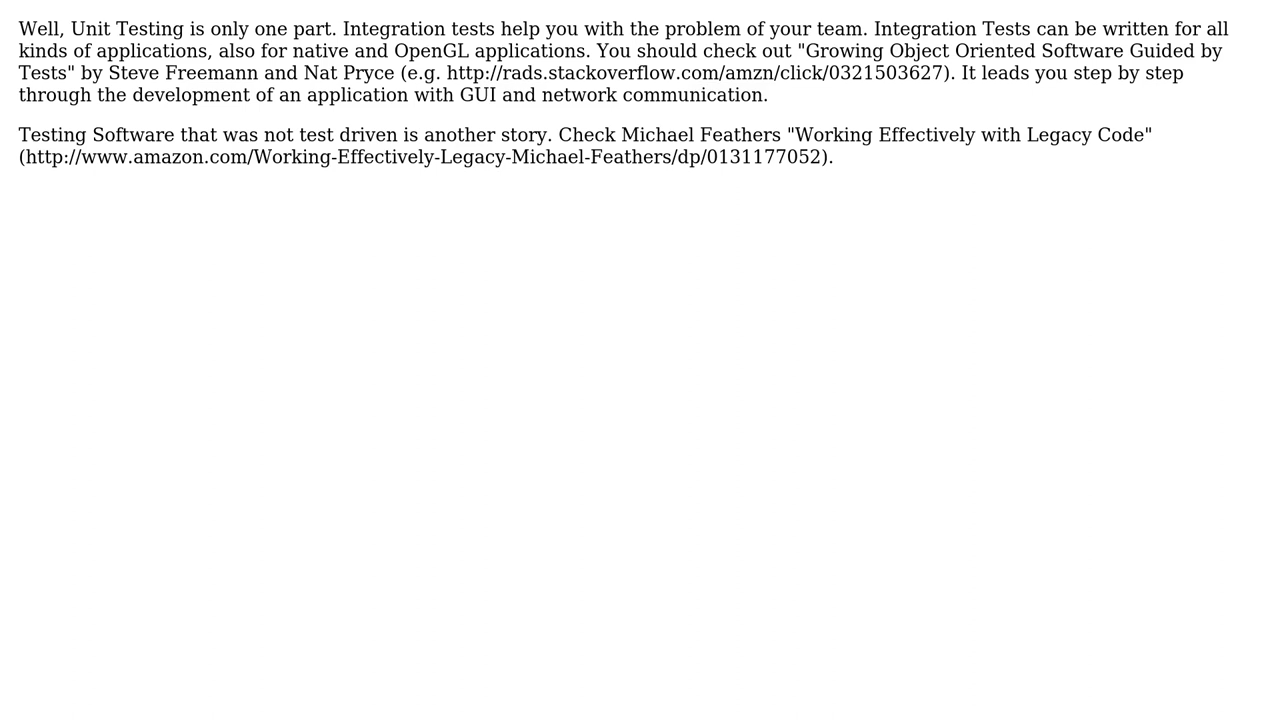 Well, Unit Testing is only one part. Integration tests help you with the problem of your team. Integration Tests can be written for all
kinds of applications, also for native and OpenGL applications. You should check out "Growing Object Oriented Software Guided by
Tests" by Steve Freemann and Nat Pryce (e.g. http://rads.stackoverflow.com/amzn/click/0321503627). It leads you step by step
through the development of an application with GUI and network communication.
Testing Software that was not test driven is another story. Check Michael Feathers "Working Effectively with Legacy Code"
(http://www.amazon.com/Working-Effectively-Legacy-Michael-Feathers/dp/0131177052).